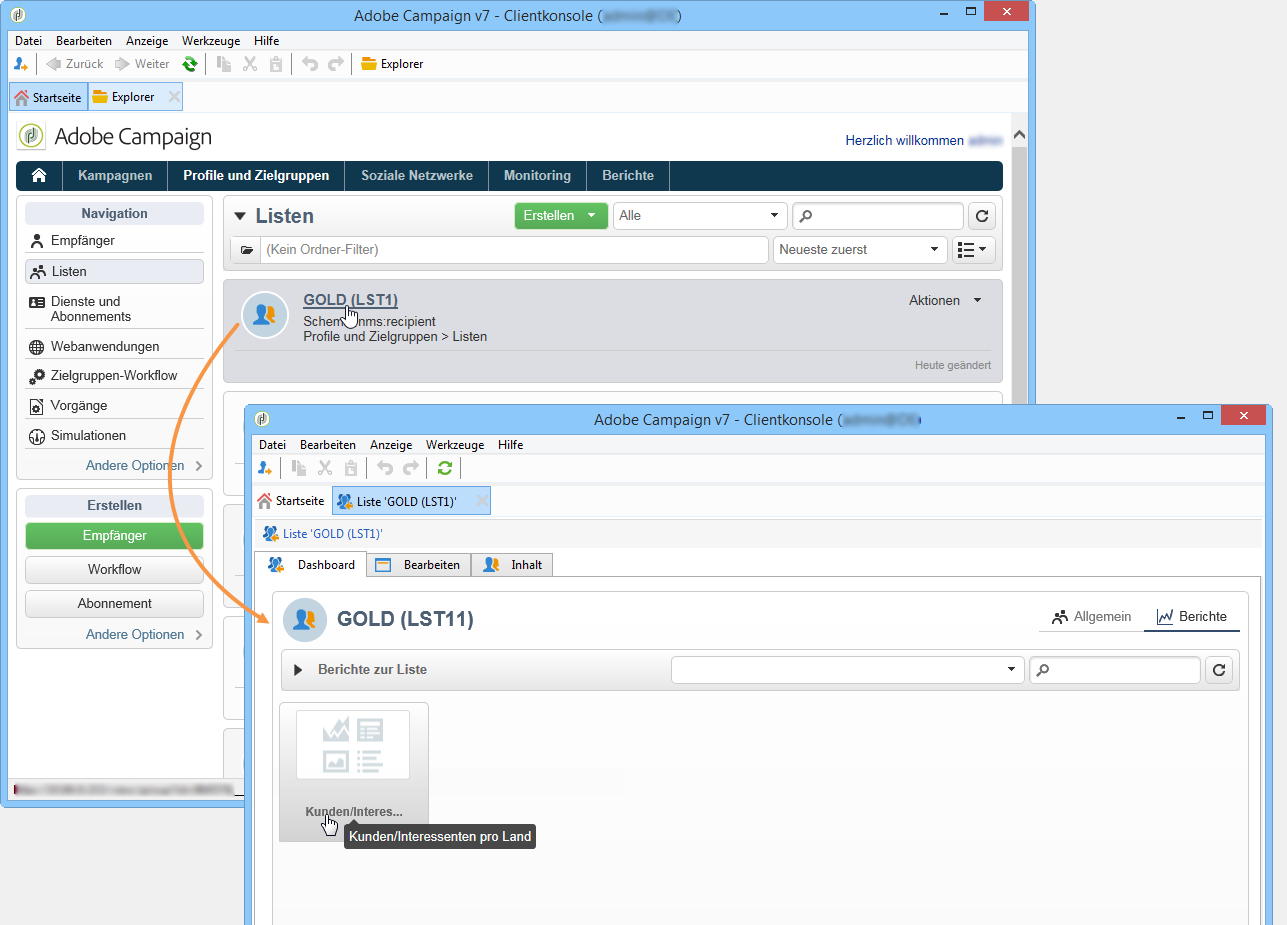 Adobe Campaign v7 - Clientkonsole (
Datei Bearbeiten Anzeige Werkzeuge Hilfe
Zurück Weiter Explorer
Startseite Explorer
Adobe Campaign
Herzlich willkommen
Kampagnen Profile und Zielgruppen Soziale Netzwerke Monitoring Berichte
Navigation
Empfänger
Listen
Dienste und
Abonnements
Webanwendungen
Zielgruppen-Workflow
Vorgänge
Simulationen
Andere Optionen
Erstellen
Empfänger
Workflow
Abonnement
Andere Optionen
Listen Erstellen Alle
(Kein Ordner-Filter) Neueste zuerst
GOLD (LST1) Aktionen
nms:recipient
Profile und Zielgruppen > Listen
Heute geändert
Adobe Campaign v7 - Clientkonsole (
Datei Bearbeiten Anzeige Werkzeuge Hilfe
Startseite Liste 'GOLD (LST1)'
Liste 'GOLD (LST1)'
Dashboard Bearbeiten Inhalt
GOLD (LST11) Allgemein Berichte
Berichte zur Liste
Kunden/Interes...
Kunden/Interessenten pro Land